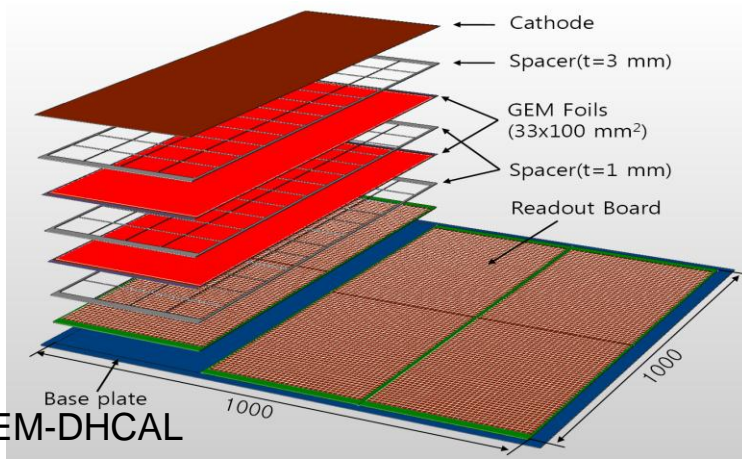 Cathode
Spacer(t=3 mm)
GEM Foils
(33x100 mm²)
Spacer(t=1 mm)
Readout Board
1000
Base plate
1000
EM-DHCAL